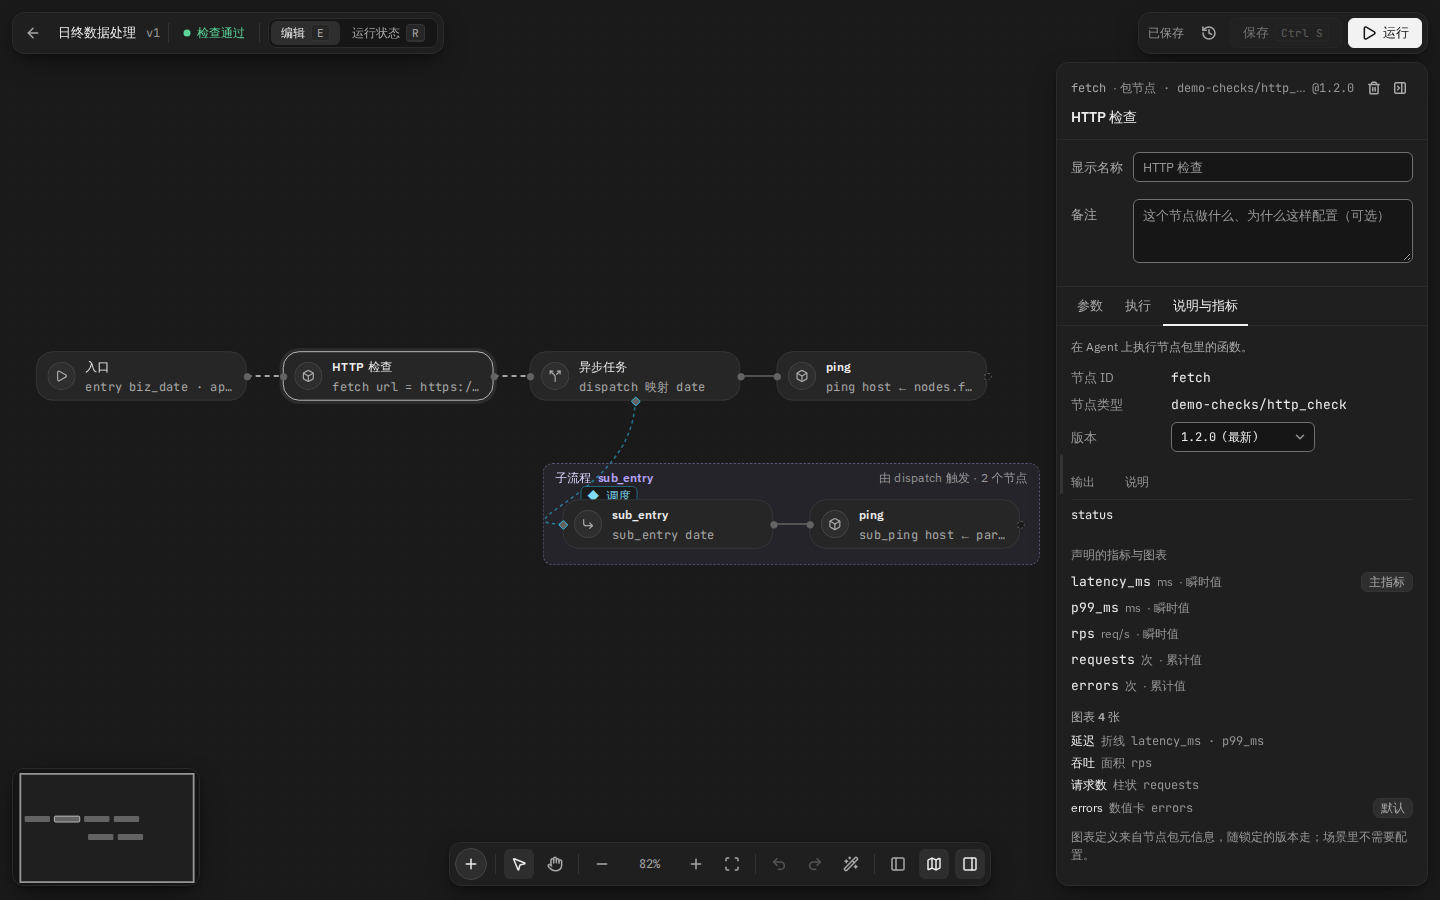 日终数据处理 v1 检查通过 编辑 E 运行状态 R
已保存 保存 Ctrl S 运行
fetch · 包节点 · demo-checks/http_… @1.2.0
HTTP 检查
显示名称 HTTP 检查
备注 这个节点做什么、为什么这样配置（可选）
参数 执行 说明与指标
在 Agent 上执行节点包里的函数。
节点 ID fetch
节点类型 demo-checks/http_check
版本 1.2.0 (最新)
输出 说明
status
声明的指标与图表
latency_ms ms · 瞬时值 主指标
p99_ms ms · 瞬时值
rps req/s · 瞬时值
requests 次 · 累计值
errors 次 · 累计值
图表 4 张
延迟 折线 latency_ms · p99_ms
吞吐 面积 rps
请求数 柱状 requests
errors 数值卡 errors 默认
图表定义来自节点包元信息，随锁定的版本走；场景里不需要配
置。
入口
entry biz_date · ap…
HTTP 检查
fetch url = https:/…
异步任务
dispatch 映射 date
ping
ping host ← nodes.f…
子流程 sub_entry 由 dispatch 触发 · 2 个节点
调度
sub_entry
sub_entry date
ping
sub_ping host ← par…
82%